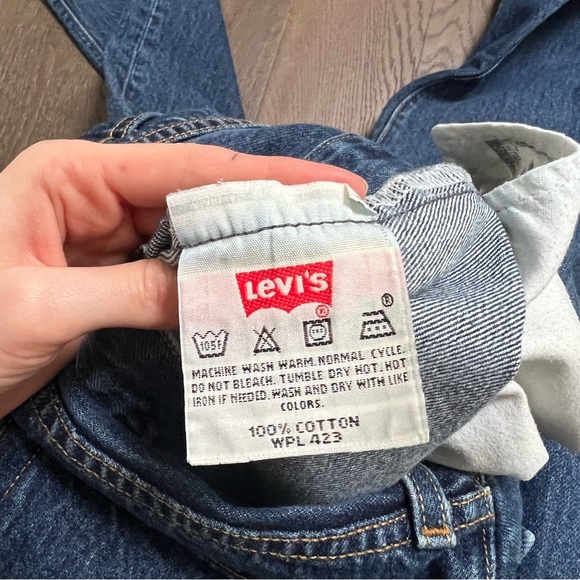 LEVI'S
®
105F ®
MACHINE WASH WARM.NORMAL CYCLE.
DO NOT BLEACH. TUMBLE DRY HOT. HOT
IRON IF NEEDED.WASH AND DRY WITH LIKE
COLORS.
100% COTTON
WPL 423